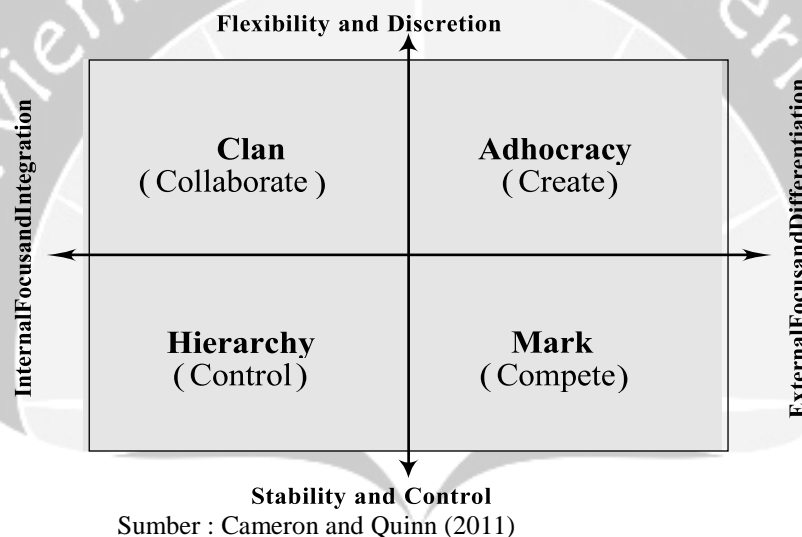 Flexibility and Discretion
InternalFocusandIntegration
Clan
( Collaborate )
Adhocracy
( Create)
Hierarchy
( Control)
Mark
( Compete)
ExternalFocusandDifferentiation
Stability and Control
Sumber : Cameron and Quinn (2011)